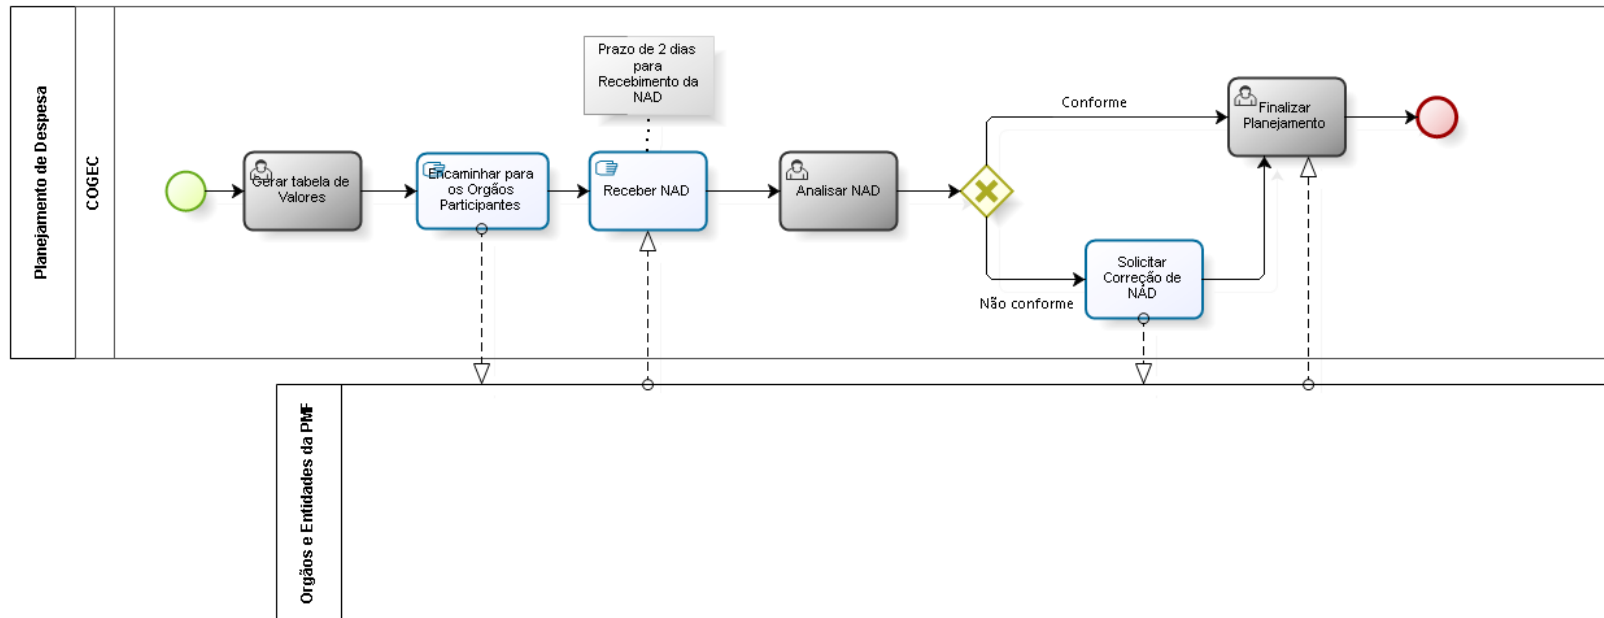 Planejamento de Despesa
COGEC
Gerar tabela de
Valores
Encaminhar para
os Orgãos
Participantes
Prazo de 2 dias
para
Recebimento da
NAD
Receber NAD
Analisar NAD
Conforme
Não conforme
Solicitar
Correção de
NAD
Finalizar
Planejamento
Orgãos e Entidades da PMF